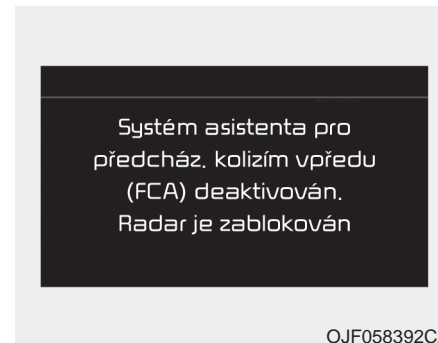 Systém asistenta pro
předcház. kolizím vpředu
(FCA) deaktivován.
Radar je zablokován
OJF058392C